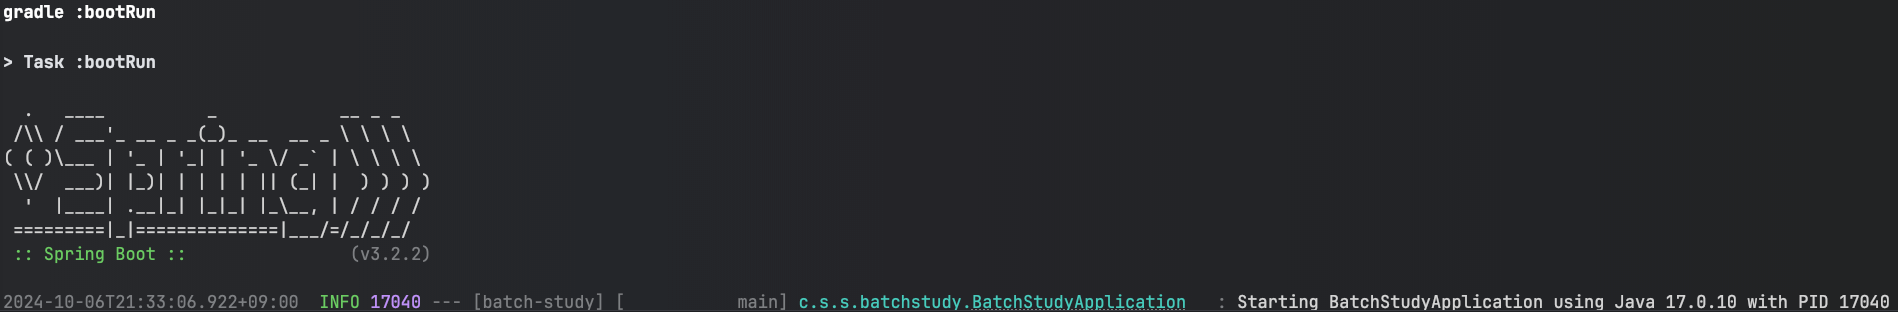 gradle :bootRun
> Task :bootRun
  .   ____          _            __ _ _
 /\\ / ___'_ __ _ _(_)_ __  __ _ \ \ \ \
( ( )\___ | '_ | '_| | '_ \/ _` | \ \ \ \
 \\/  ___)| |_)| | | | | || (_| |  ) ) ) )
  '  |____| .__|_| |_|_| |_\__, | / / / /
 =========|_|==============|___/=/_/_/_/
 :: Spring Boot ::                (v3.2.2)
2024-10-06T21:33:06.922+09:00  INFO 17040 --- [batch-study] [           main] c.s.s.batchstudy.BatchStudyApplication   : Starting BatchStudyApplication using Java 17.0.10 with PID 17040